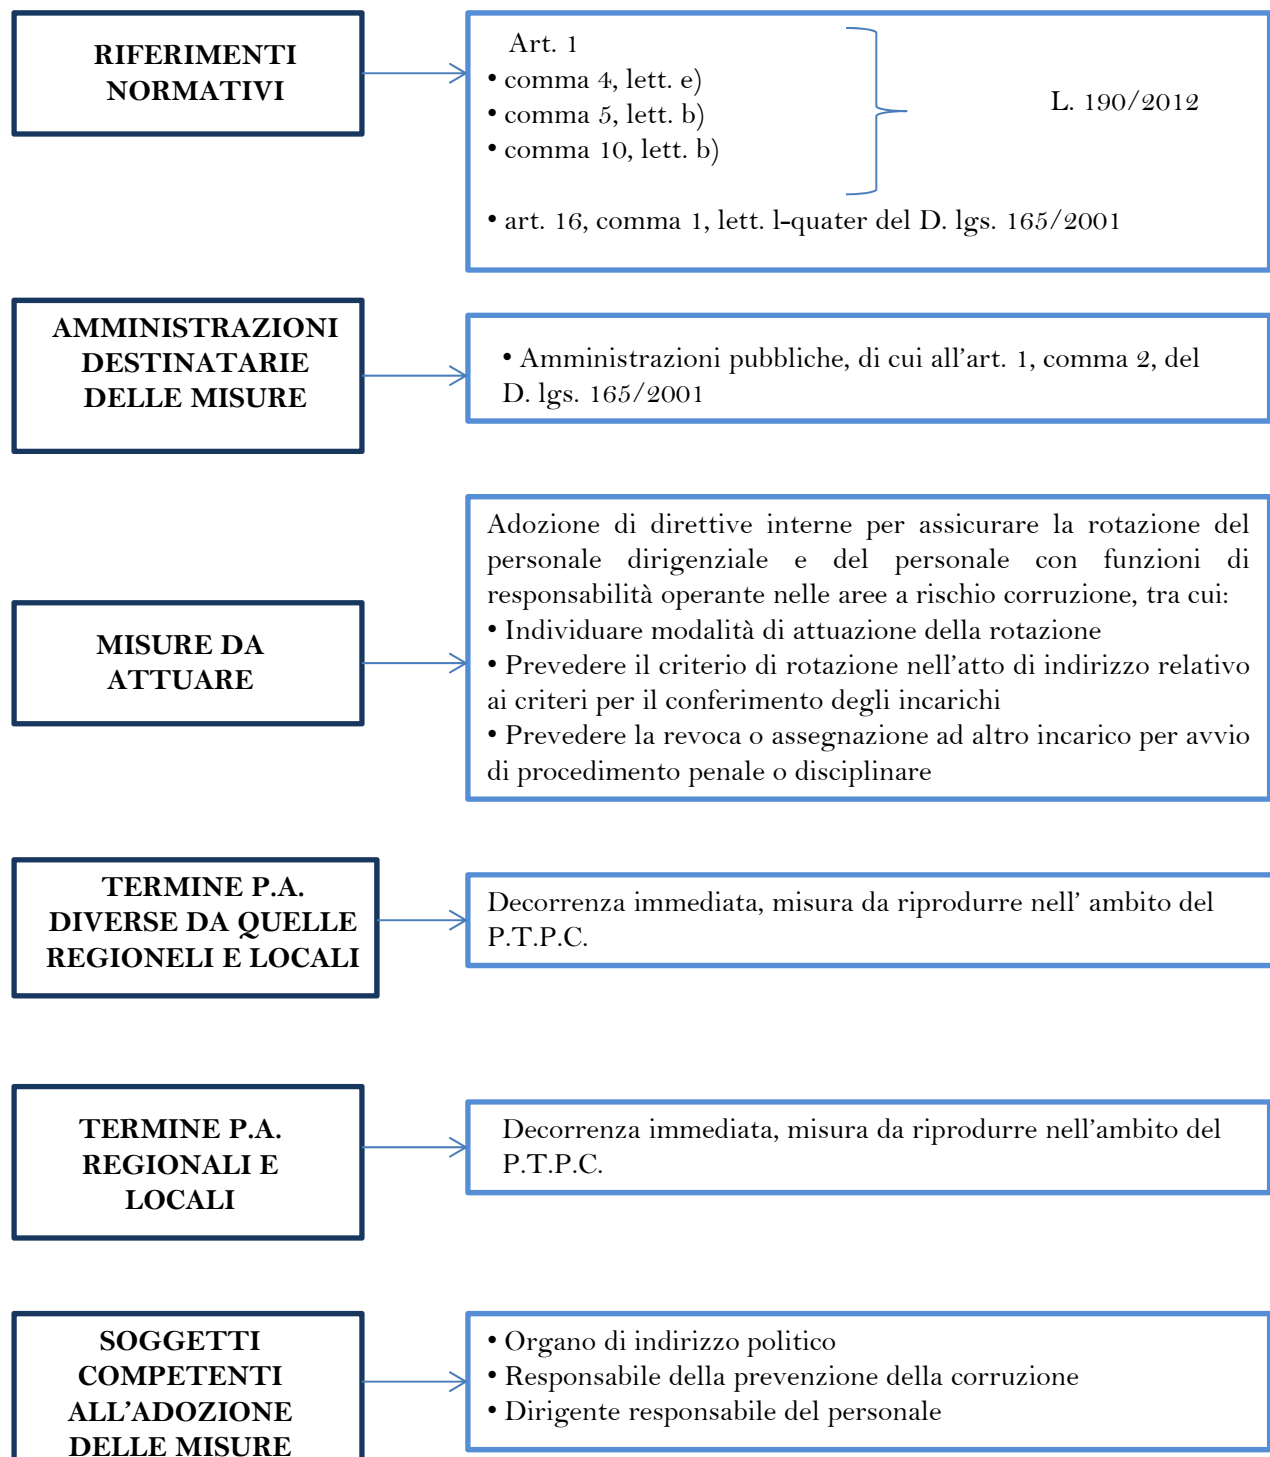 RIFERIMENTI
NORMATIVI
Art. 1
• comma 4, lett. e)
• comma 5, lett. b)
• comma 10, lett. b)
L. 190/2012
• art. 16, comma 1, lett. l-quater del D. lgs. 165/2001
AMMINISTRAZIONI
DESTINATARIE
DELLE MISURE
• Amministrazioni pubbliche, di cui all’art. 1, comma 2, del
D. lgs. 165/2001
MISURE DA
ATTUARE
Adozione di direttive interne per assicurare la rotazione del
personale dirigenziale e del personale con funzioni di
responsabilità operante nelle aree a rischio corruzione, tra cui:
• Individuare modalità di attuazione della rotazione
• Prevedere il criterio di rotazione nell’atto di indirizzo relativo
ai criteri per il conferimento degli incarichi
• Prevedere la revoca o assegnazione ad altro incarico per avvio
di procedimento penale o disciplinare
TERMINE P.A.
DIVERSE DA QUELLE
REGIONELI E LOCALI
Decorrenza immediata, misura da riprodurre nell’ ambito del
P.T.P.C.
TERMINE P.A.
REGIONALI E
LOCALI
Decorrenza immediata, misura da riprodurre nell’ambito del
P.T.P.C.
SOGGETTI
COMPETENTI
ALL’ADOZIONE
DELLE MISURE
• Organo di indirizzo politico
• Responsabile della prevenzione della corruzione
• Dirigente responsabile del personale